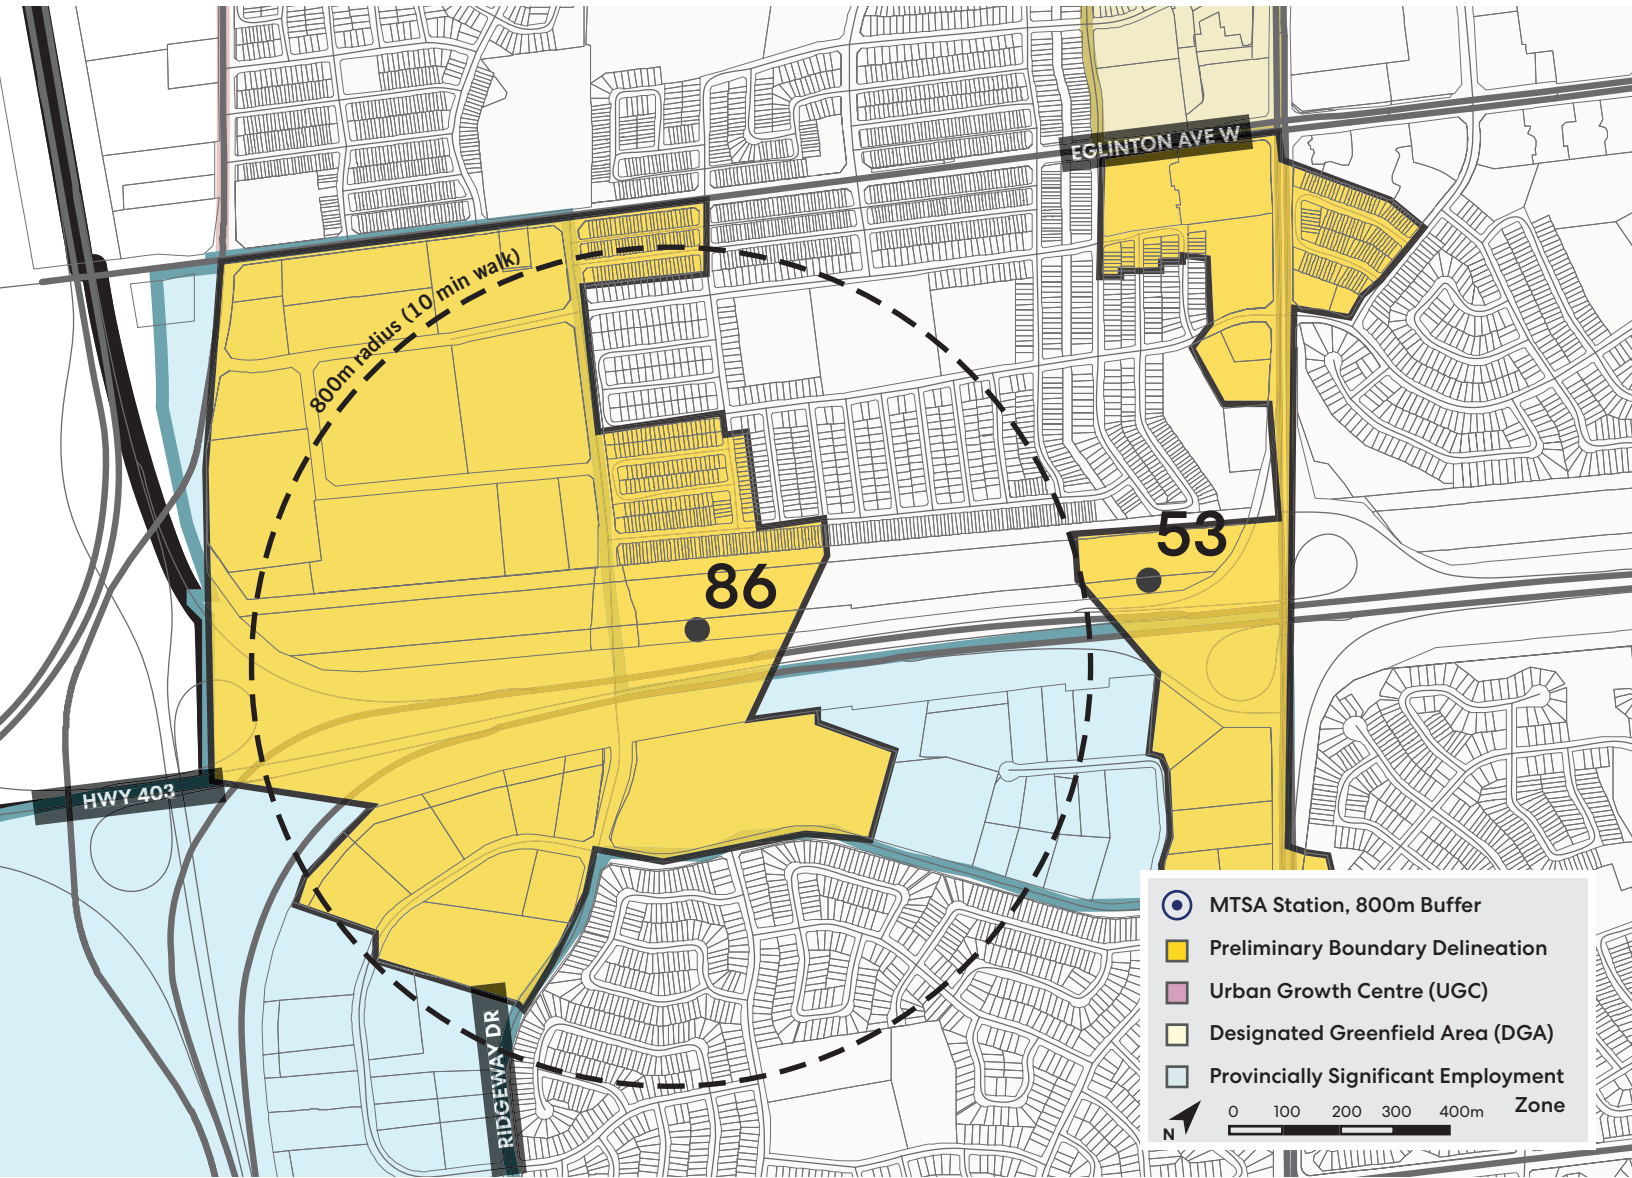 EGLINTON AVE W
800m radius (10 min walk)
53
86
HWY 403
RIDGEWAY DR
MTSA Station, 800m Buffer
Preliminary Boundary Delineation
Urban Growth Centre (UGC)
Designated Greenfield Area (DGA)
Provincially Significant Employment
Zone
N
0 100 200 300 400m